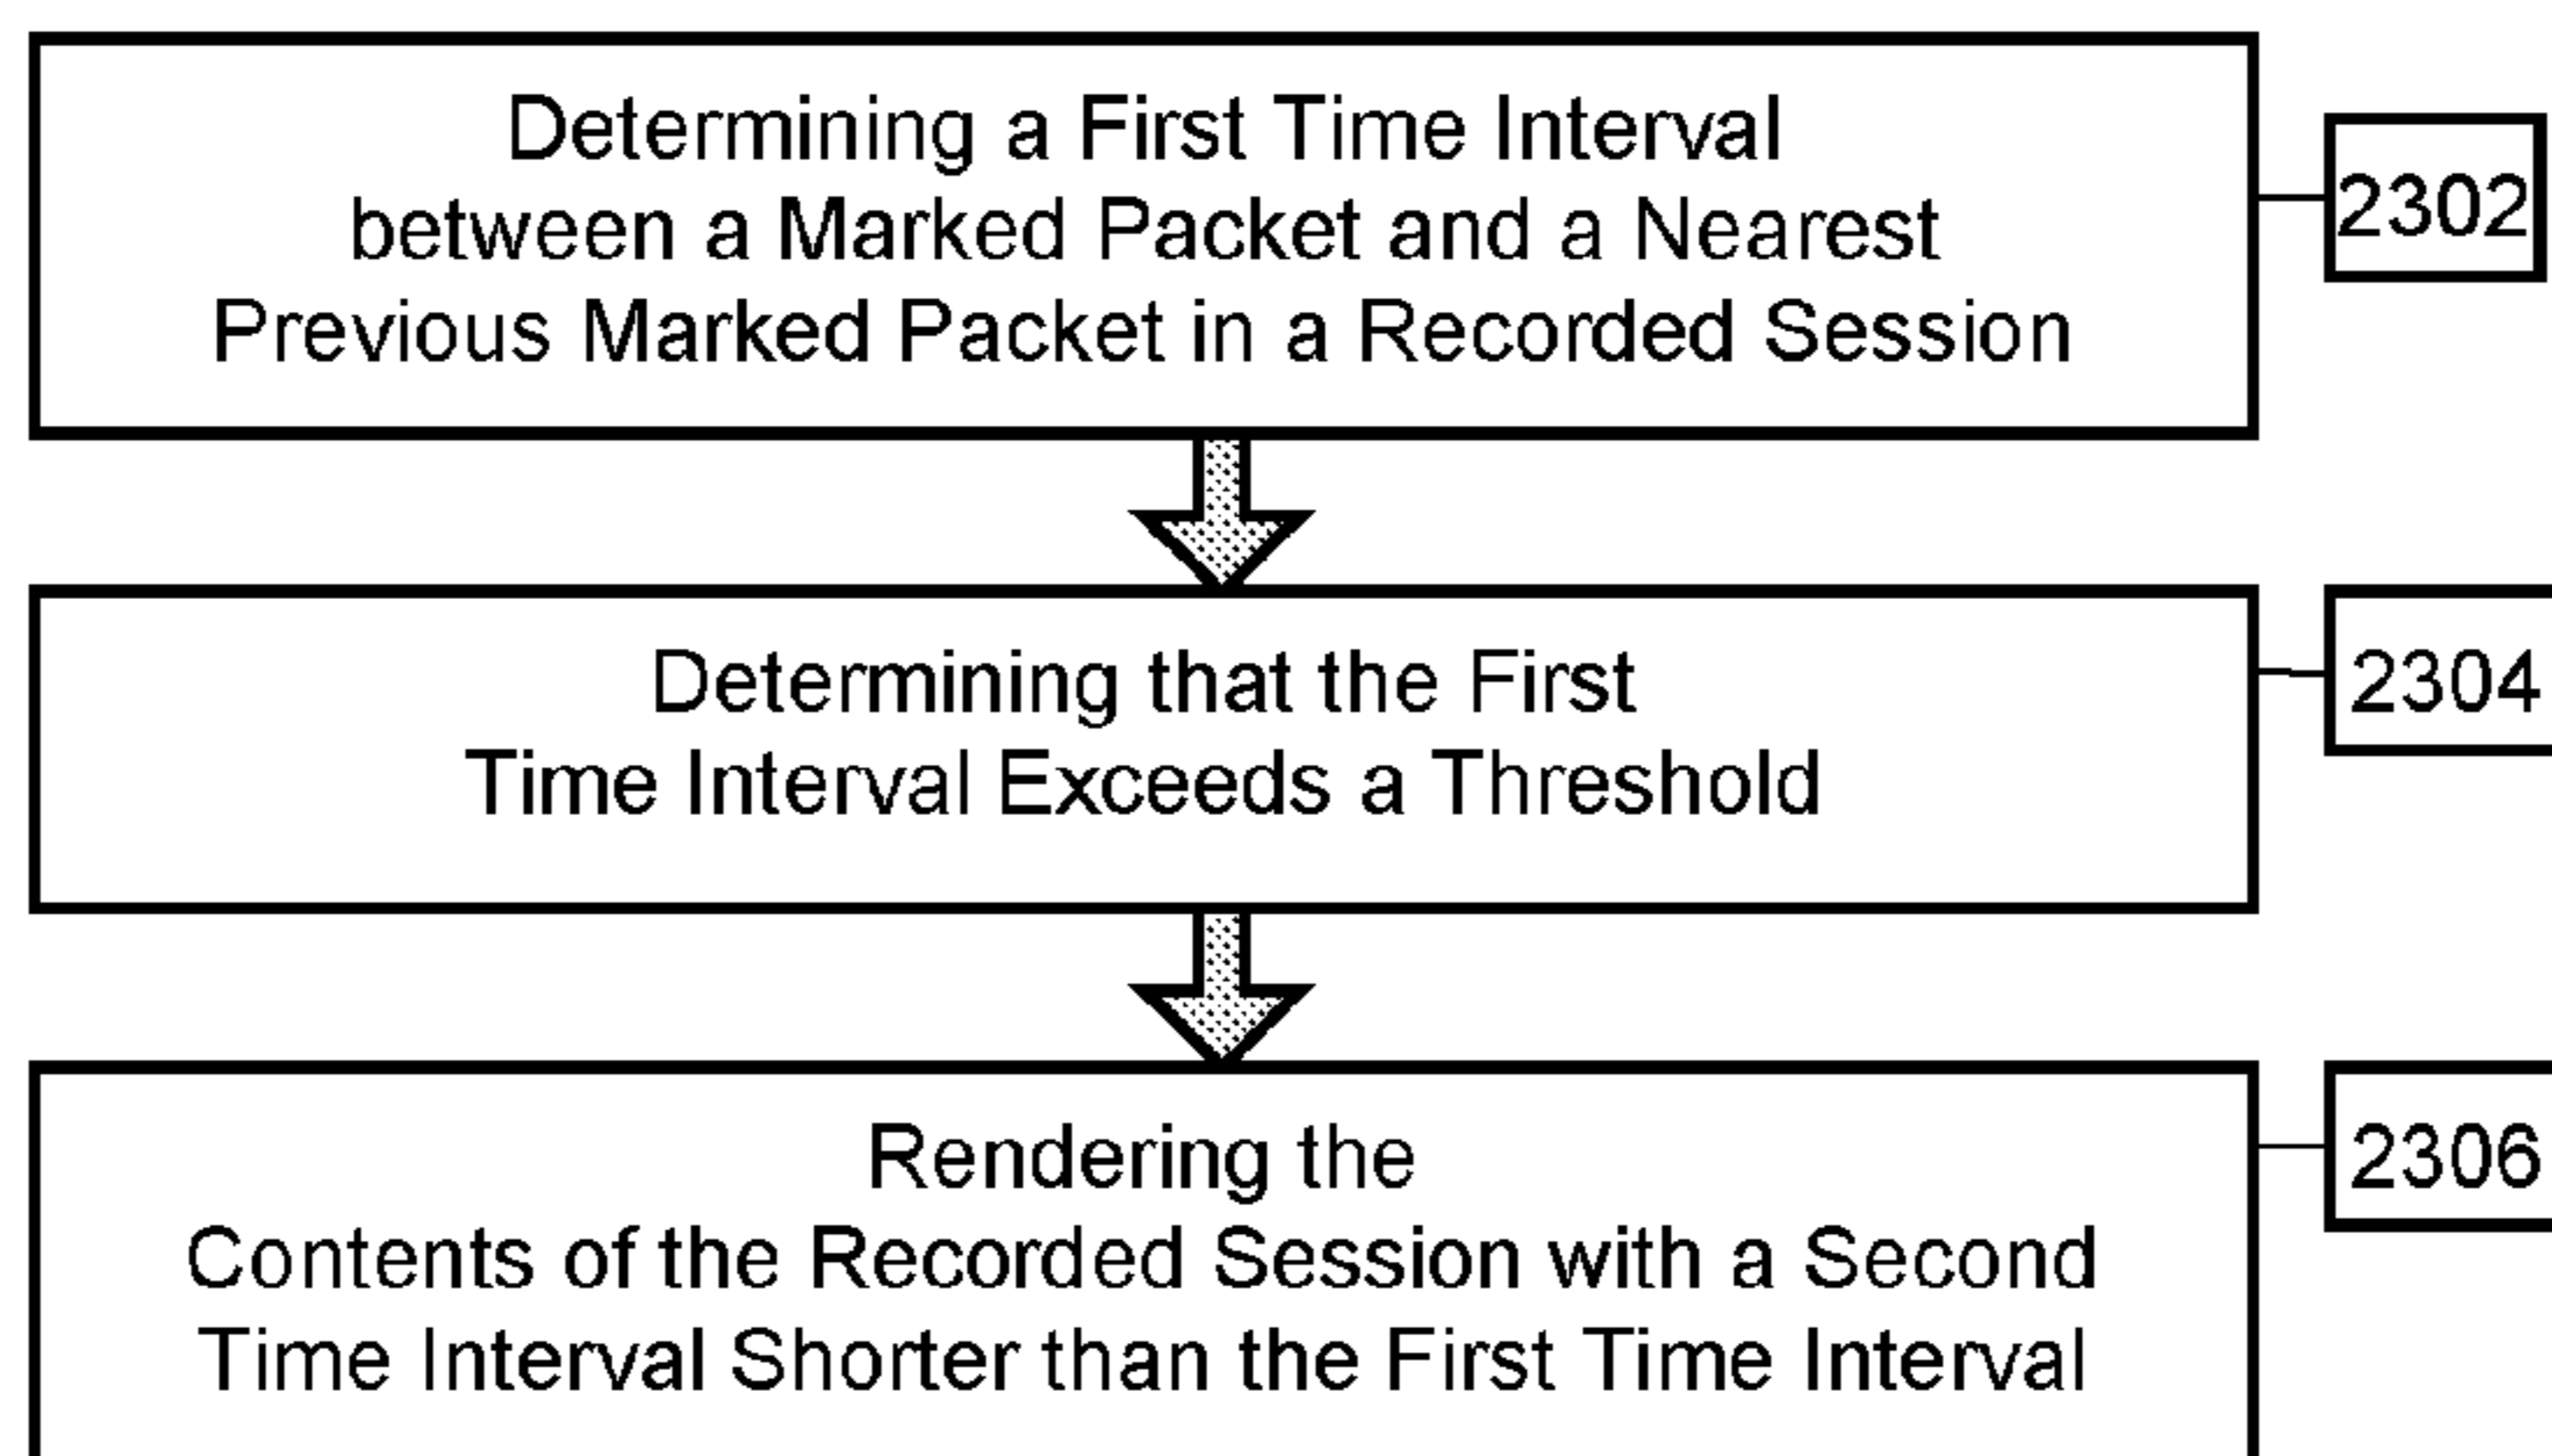 Determining a First Time Interval
between a Marked Packet and a Nearest
Previous Marked Packet in a Recorded Session
2302
Determining that the First
Time Interval Exceeds a Threshold
2304
Rendering the
Contents of the Recorded Session with a Second
Time Interval Shorter than the First Time Interval
2306